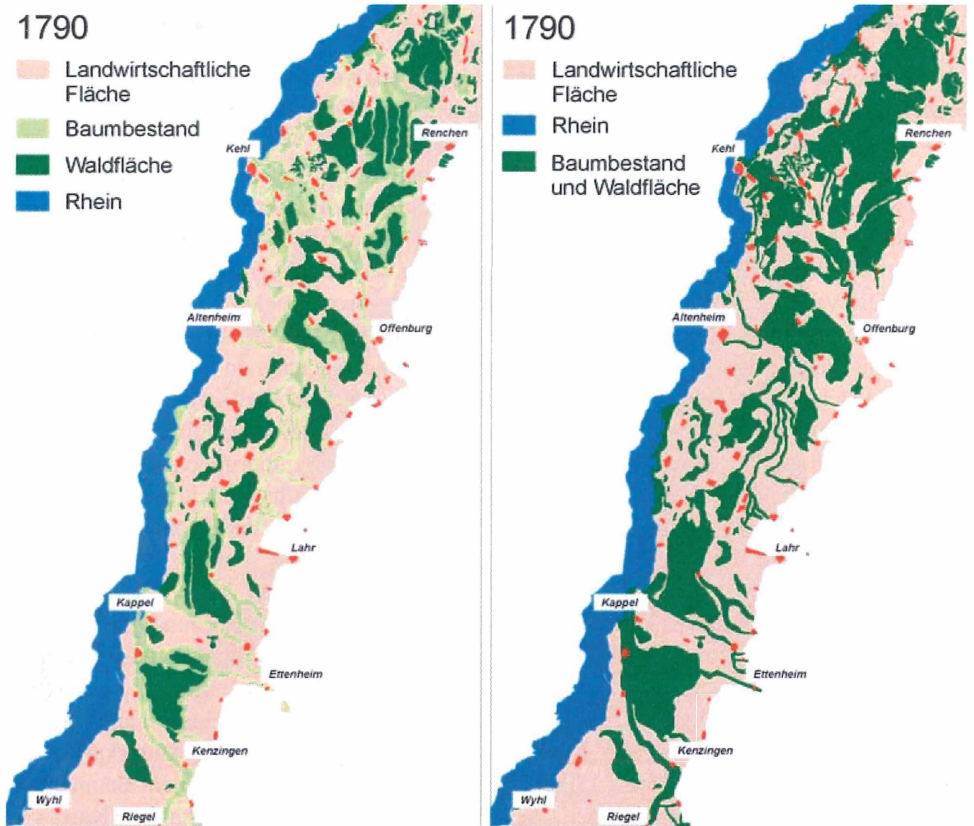 1790
Landwirtschaftliche
Fläche
Baumbestand
Waldfläche
Rhein
Renchen
Kehl
Altenheim
Offenburg
Lahr
Kappel
Ettenheim
Kenzingen
Wyhl
Riegel
1790
Landwirtschaftliche
Fläche
Rhein
Baumbestand
und Waldfläche
Renchen
Kehl
Altenheim
Offenburg
Lahr
Kappel
Ettenheim
Kenzingen
Wyhl
Riegel